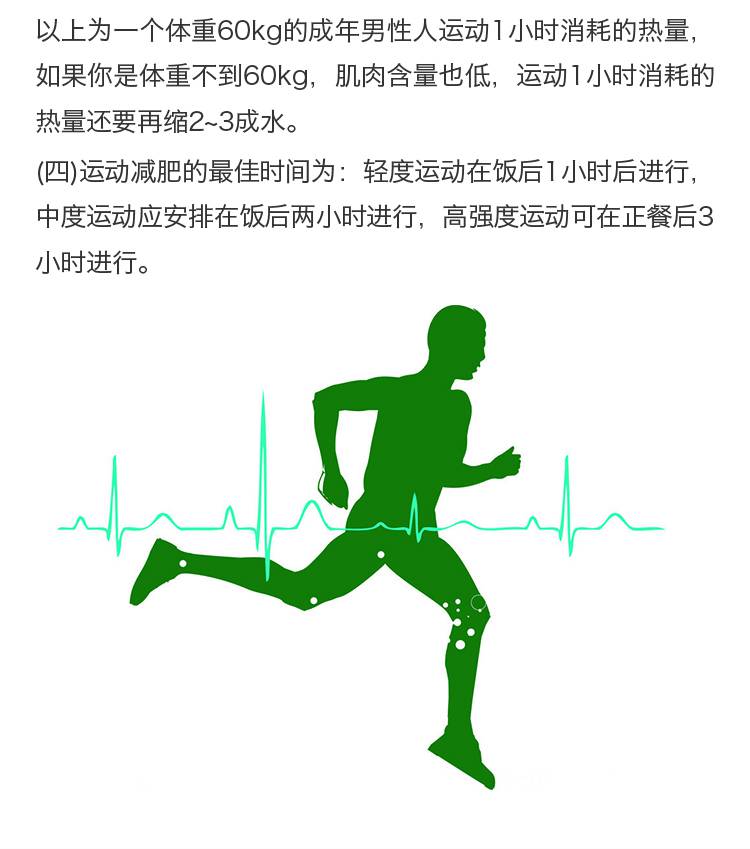 以上为一个体重60kg的成年男性人运动1小时消耗的热量，
如果你是体重不到60kg，肌肉含量也低，运动1小时消耗的
热量还要再缩2~3成水。
(四)运动减肥的最佳时间为：轻度运动在饭后1小时后进行，
中度运动应安排在饭后两小时进行，高强度运动可在正餐后3
小时进行。